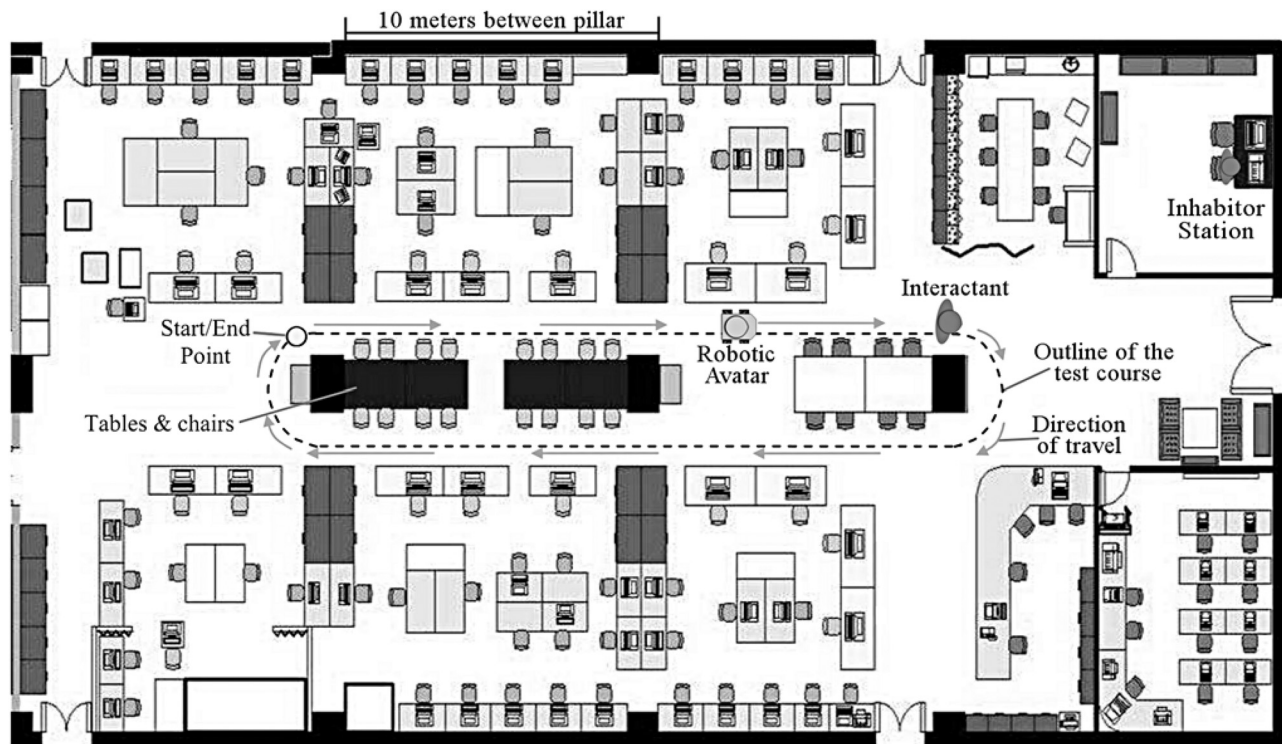 10 meters between pillar
Inhabitor
Station
Interactant
Start/End
Point
Robotic
Avatar
Outline of the
test course
Tables & chairs
Direction
of travel